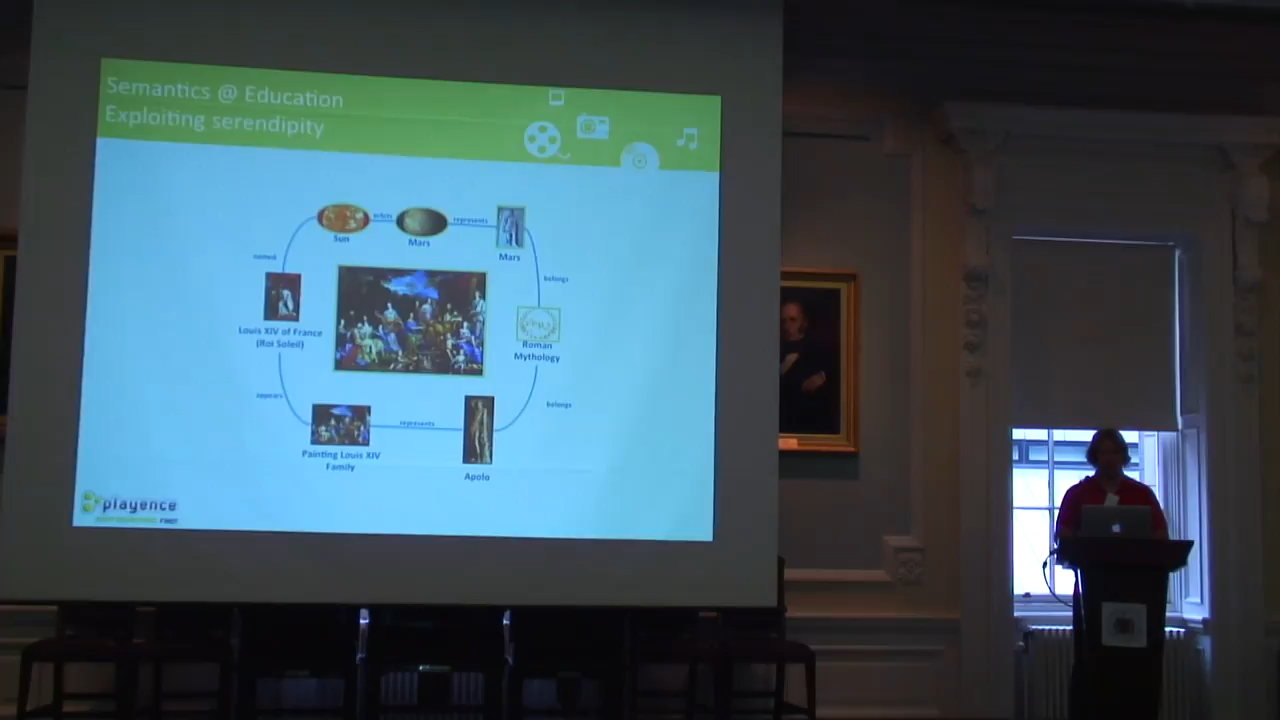 Semantics @ Education
Exploiting serendipity
orbits
represents
Sun
Mars
Mars
named
belongs
Louis XIV of France
(Roi Soleil)
Roman
Mythology
appears
belongs
represents
Painting Louis XIV
Family
Apolo
playence
FIRST